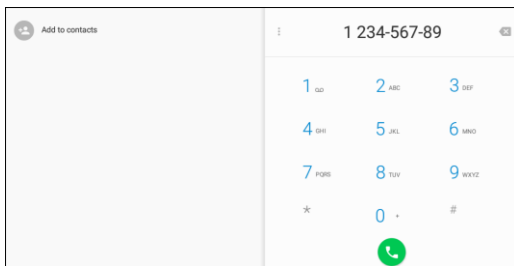 Add to contacts
1 234-567-89
1 2 ABC 3 DEF
4 GHI 5 JKL 6 MNO
7 PQRS 8 TUV 9 WXYZ
* 0 + #